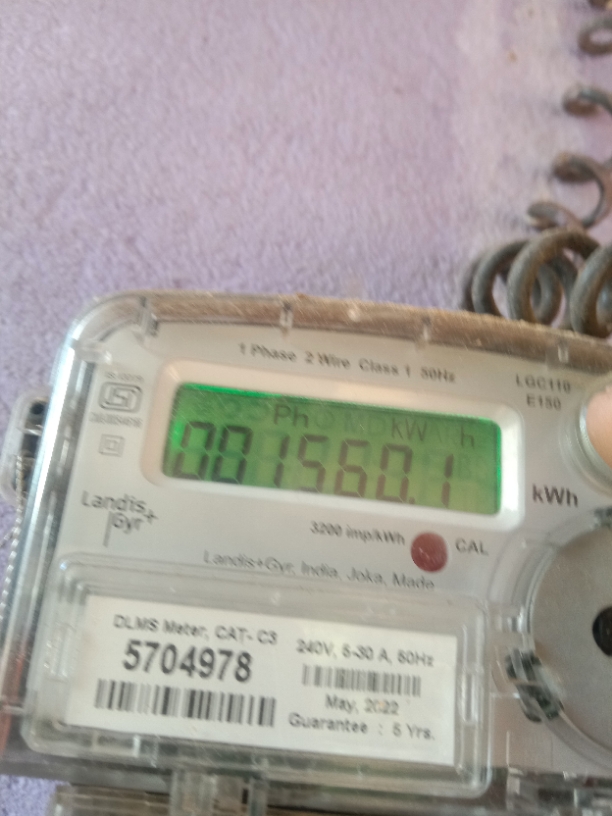 1 Phase 2 Wire Class 1 50Hz
LGC110
E150
Ph kW h
001560.1
kWh
Landis+
Gyr+
3200 imp/kWh
CAL
Landis+Gyr, India, Joka, Made
DLMS Meter, CAT- C3
5704978
240V, 5-30 A, 50Hz
May, 2022
Guarantee : 5 Yrs.